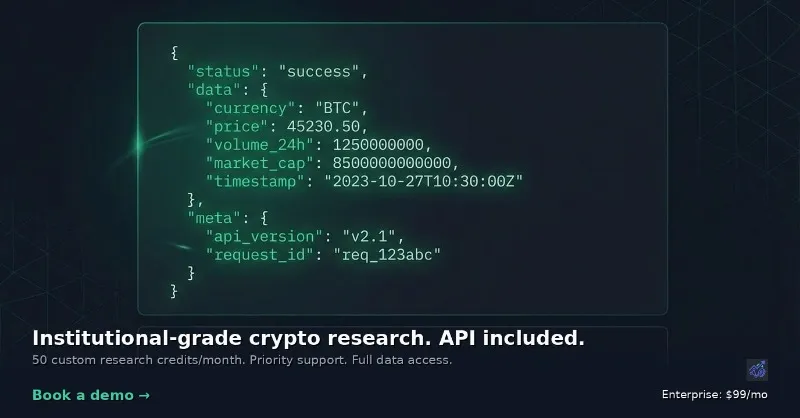 {
"status": "success",
"data": {
"currency": "BTC",
"price": 45230.50,
"volume_24h": 1250000000,
"market_cap": 8500000000000,
"timestamp": "2023-10-27T10:30:00Z"
},
"meta": {
"api_version": "v2.1",
"request_id": "req_123abc"
}
}
Institutional-grade crypto research. API included.
50 custom research credits/month. Priority support. Full data access.
Book a demo →
Enterprise: $99/mo